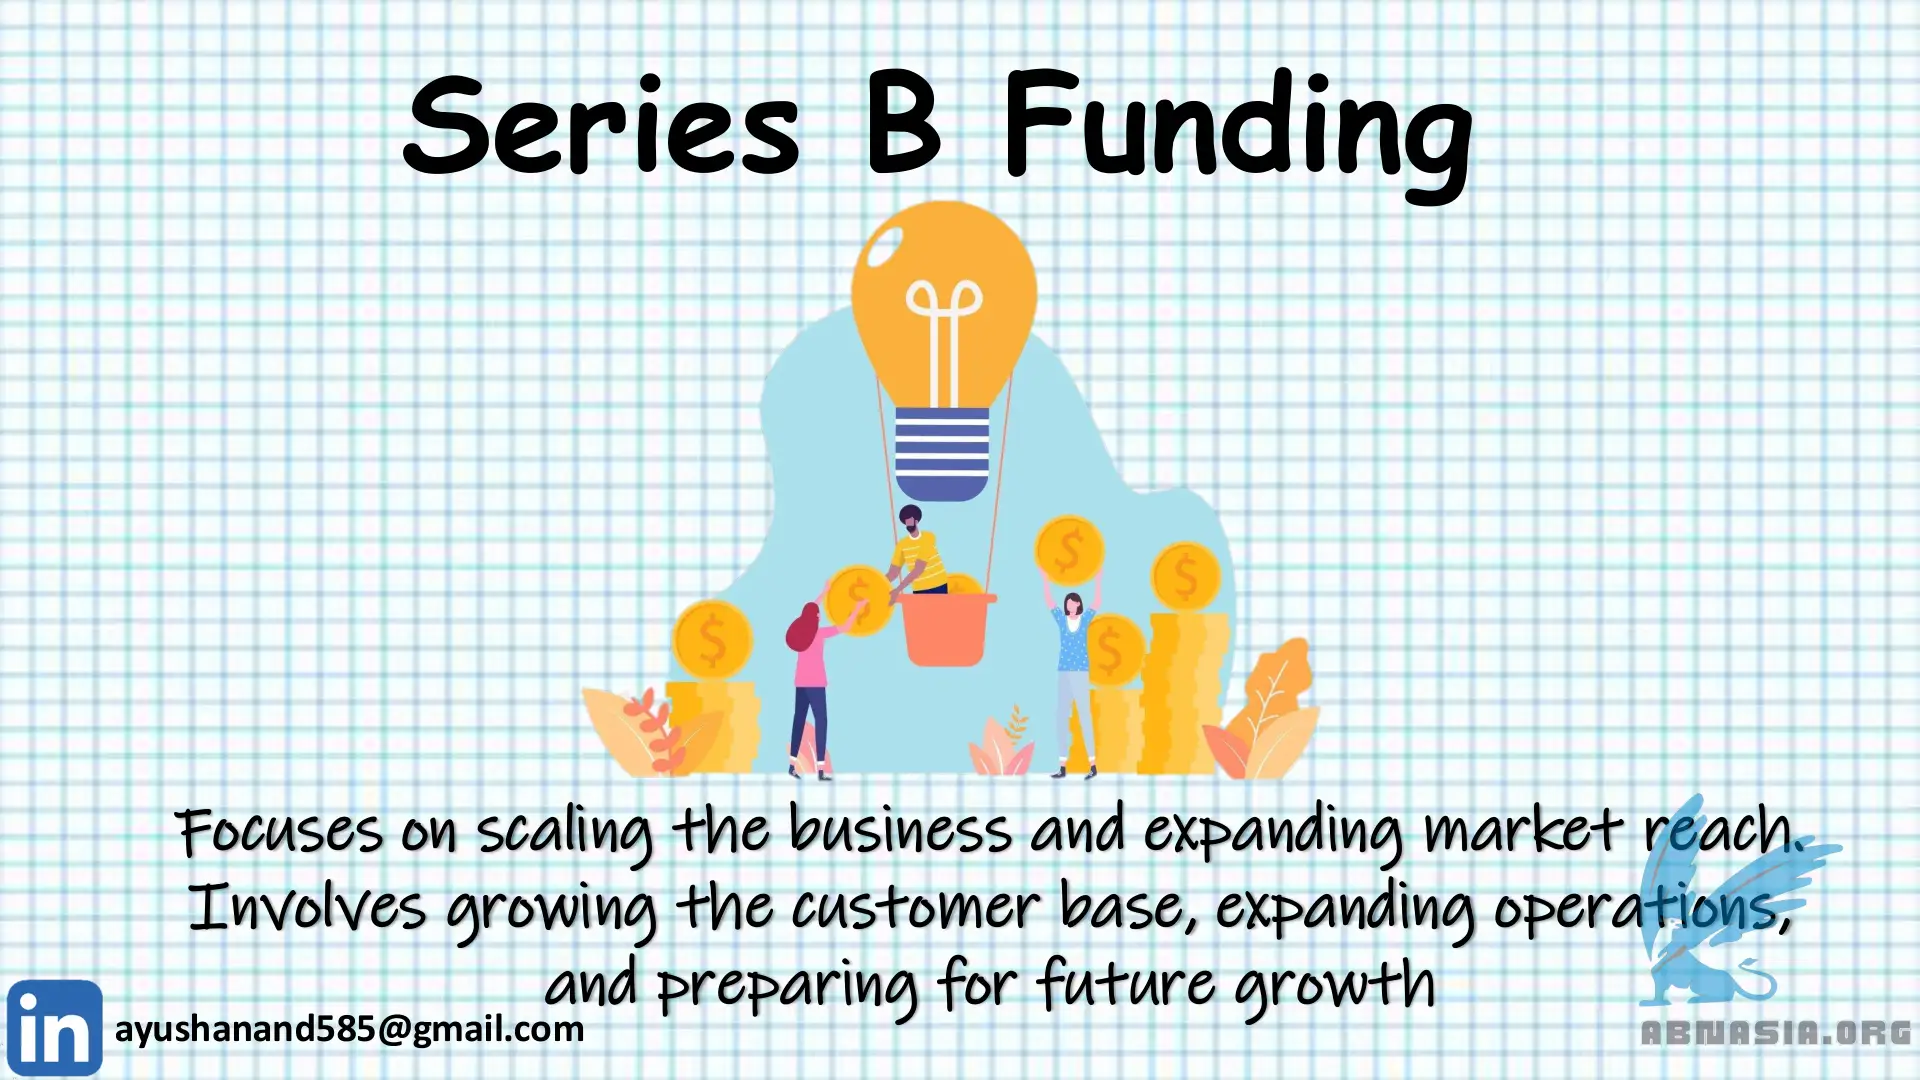 Series B Funding
Focuses on scaling the business and expanding market reach.
Involves growing the customer base, expanding operations,
and preparing for future growth
in ayushanand585@gmail.com
ABNASIA.ORG